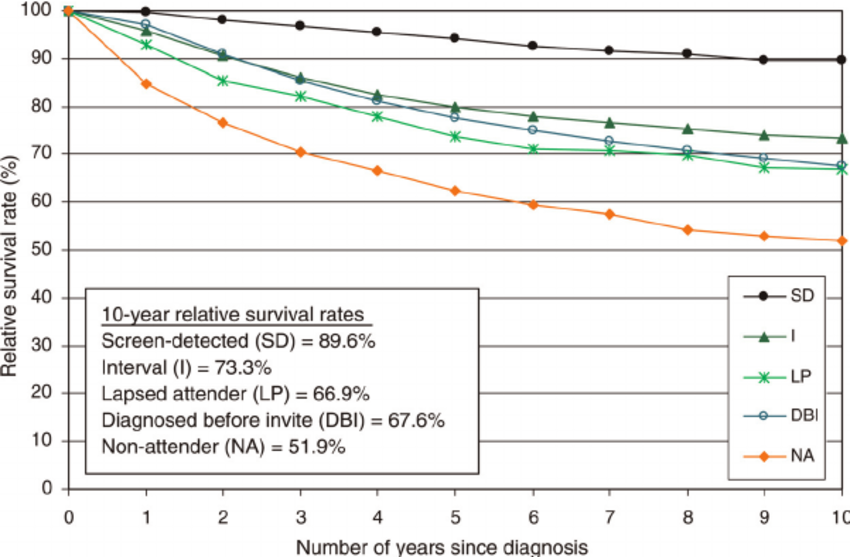 100
90
80
70
60
50
40
30
20
10
0
Relative survival rate (%)
10-year relative survival rates
Screen-detected (SD) = 89.6%
Interval (I) = 73.3%
Lapsed attender (LP) = 66.9%
Diagnosed before invite (DBI) = 67.6%
Non-attender (NA) = 51.9%
SD
I
LP
DBI
NA
0 1 2 3 4 5 6 7 8 9 10
Number of years since diagnosis